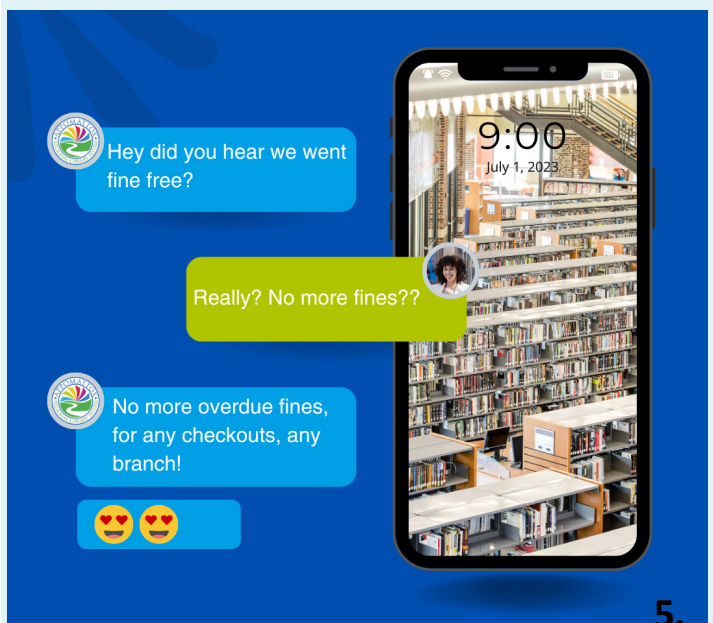 Hey did you hear we went
fine free?
9:00
July 1, 2023
Really? No more fines??
No more overdue fines,
for any checkouts, any
branch!
5.